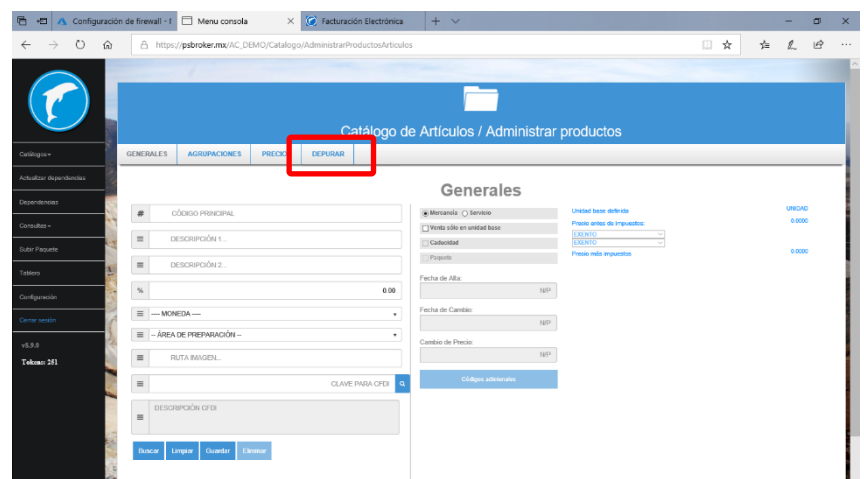 Configuración de firewall - M
Menu consola
Facturación Electrónica
https://psbroker.mx/AC_DEMO/Catalogo/AdministrarProductosArticulos
Catálogo de Artículos / Administrar productos
Catálogos
Actualizar dependencias
Dependencias
Consultas
Subir Paquete
Tablero
Configuración
Cerrar sesión
v5.9.0
Tokens: 251
GENERALES AGRUPACIONES PRECIO DEPURAR
Generales
# CÓDIGO PRINCIPAL
DESCRIPCIÓN 1...
DESCRIPCIÓN 2...
% 0.00
---- MONEDA ----
-- ÁREA DE PREPARACIÓN --
RUTA IMAGEN...
CLAVE PARA CFDI
DESCRIPCIÓN CFDI
Buscar Limpiar Guardar Eliminar
Mercancía Servicio
Venta sólo en unidad base
Caducidad
Paquete
Fecha de Alta:
N/P
Fecha de Cambio:
N/P
Cambio de Precio:
N/P
Códigos adicionales
Unidad base definida UNIDAD
Precio antes de impuestos: 0.0000
EXENTO
EXENTO
Precio más impuestos 0.0000